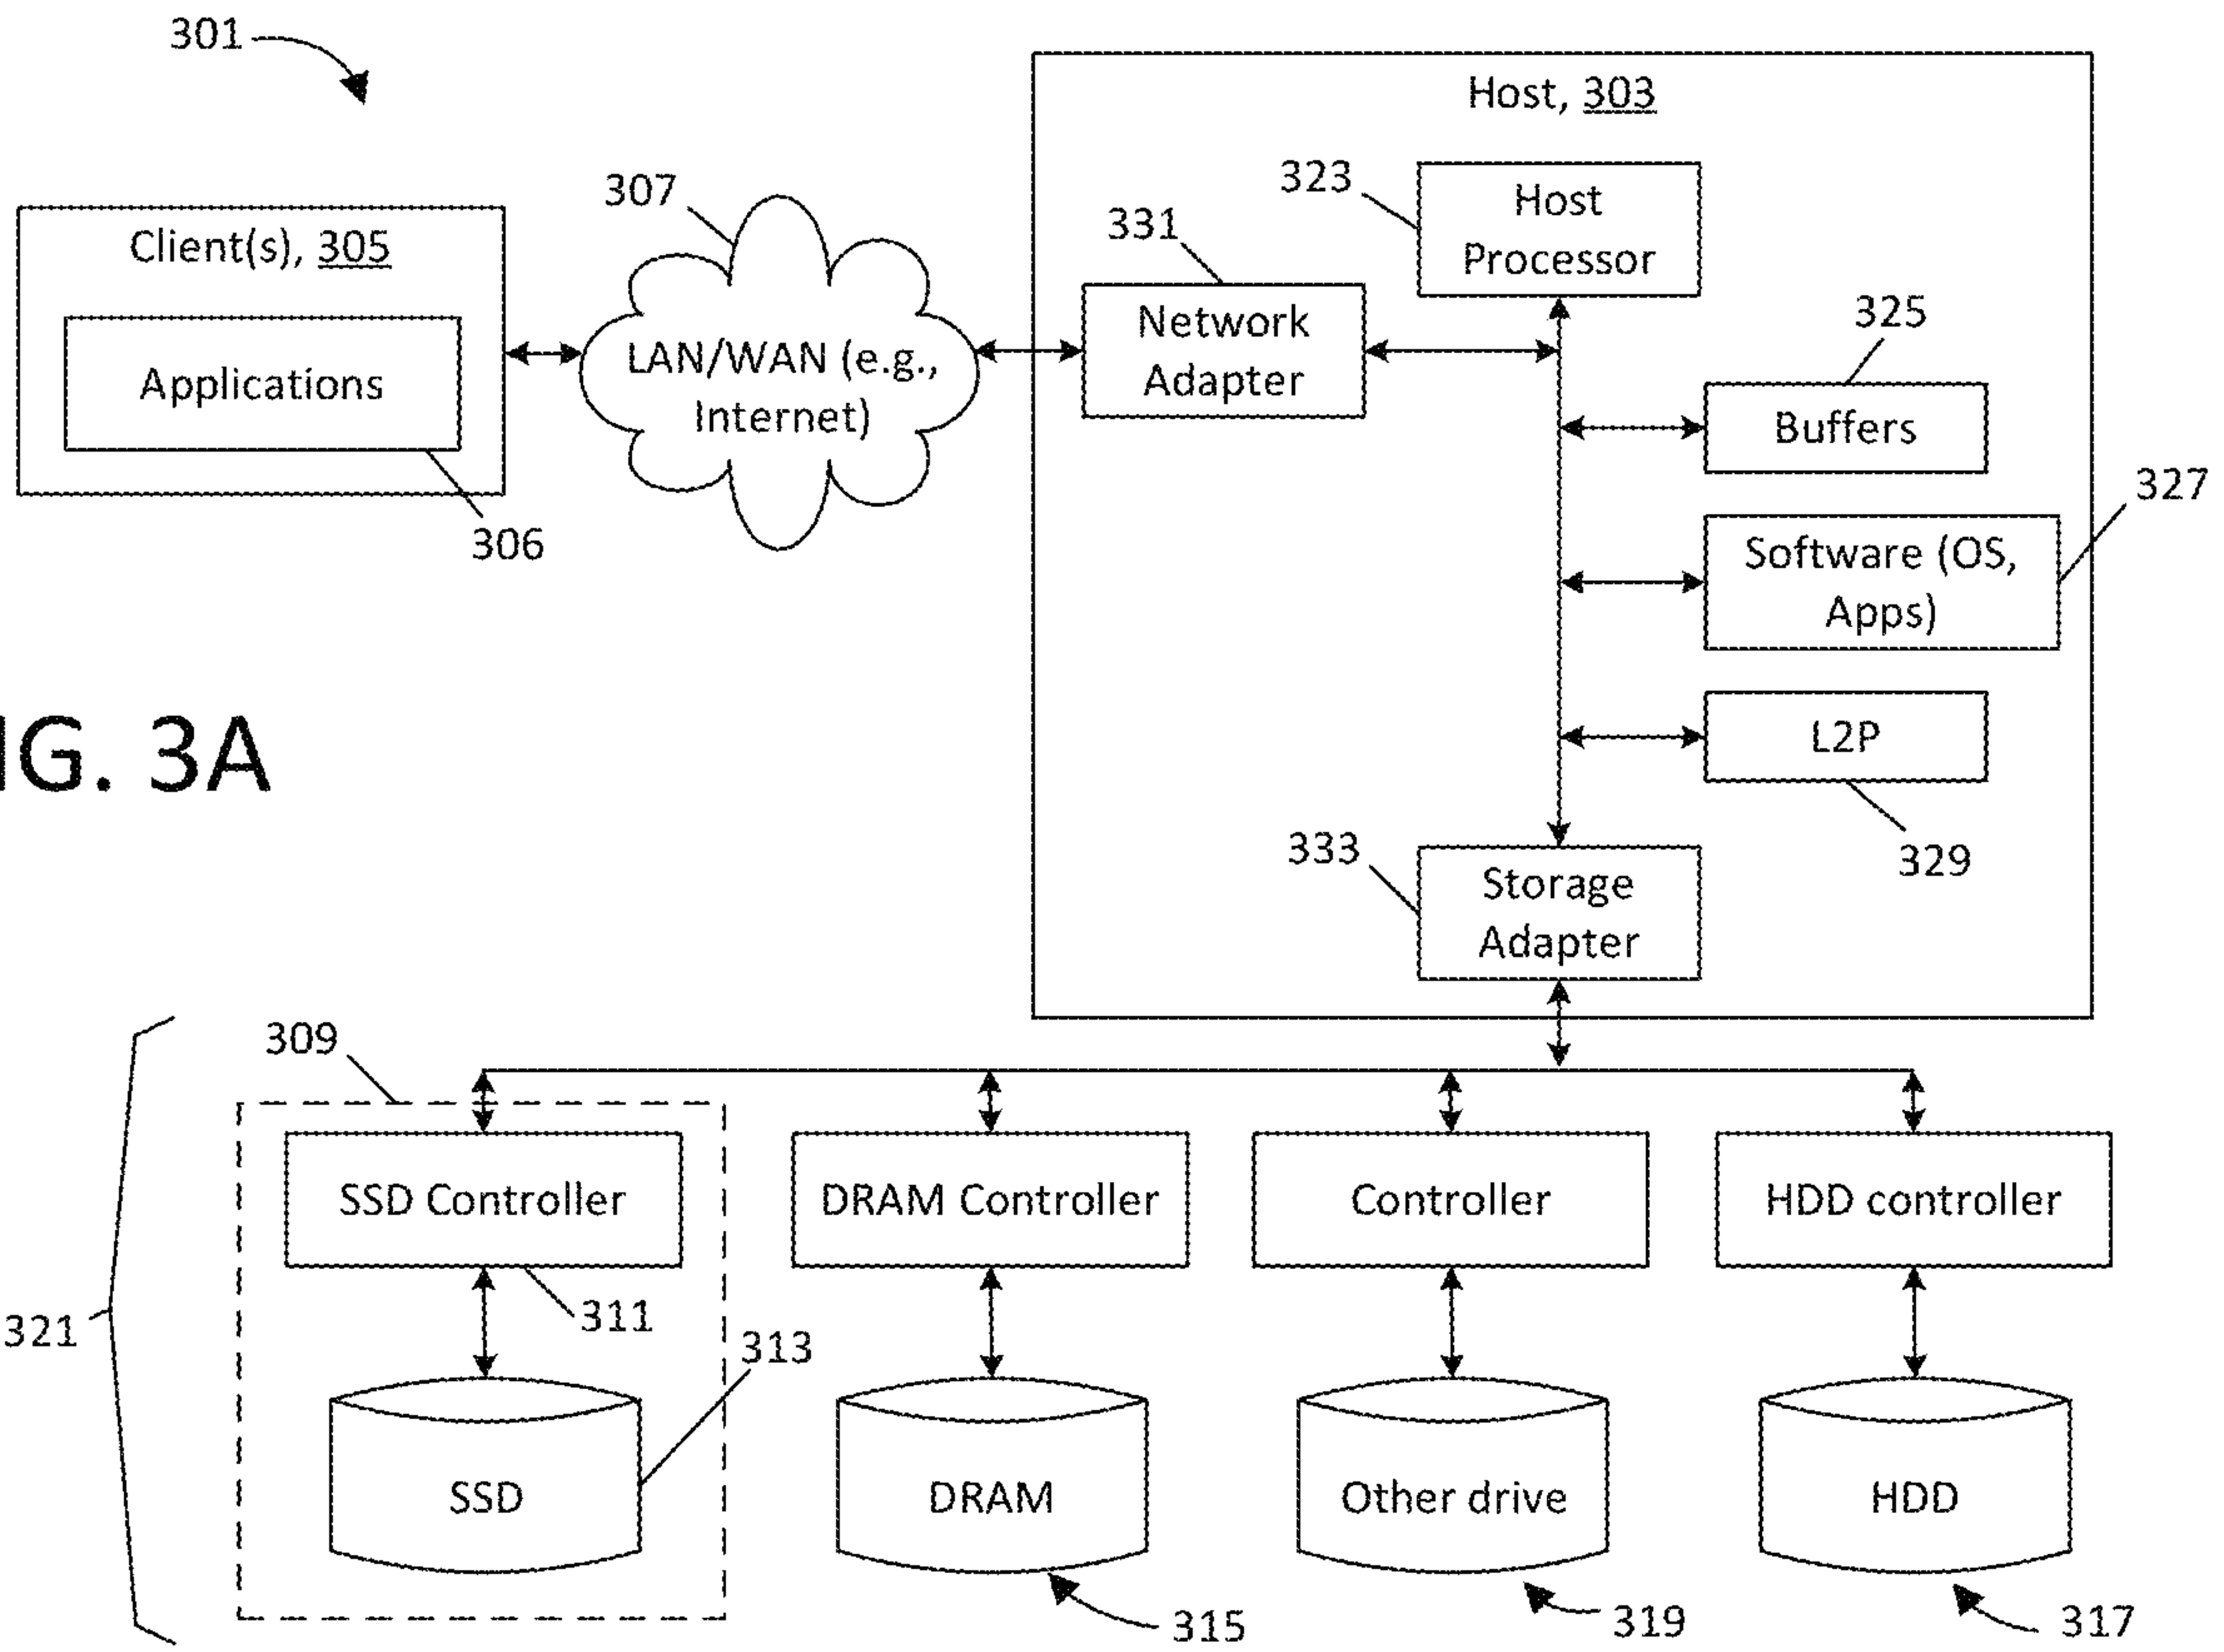 301
Host, 303
323
Host
Processor
307
331
Client(s), 305
Network
Adapter
325
Applications
LAN/WAN (e.g.,
Internet)
Buffers
327
306
Software (OS,
Apps)
IG. 3A
L2P
329
333
Storage
Adapter
309
SSD Controller
DRAM Controller
Controller
HDD controller
321
311
313
SSD
DRAM
Other drive
HDD
315
319
317